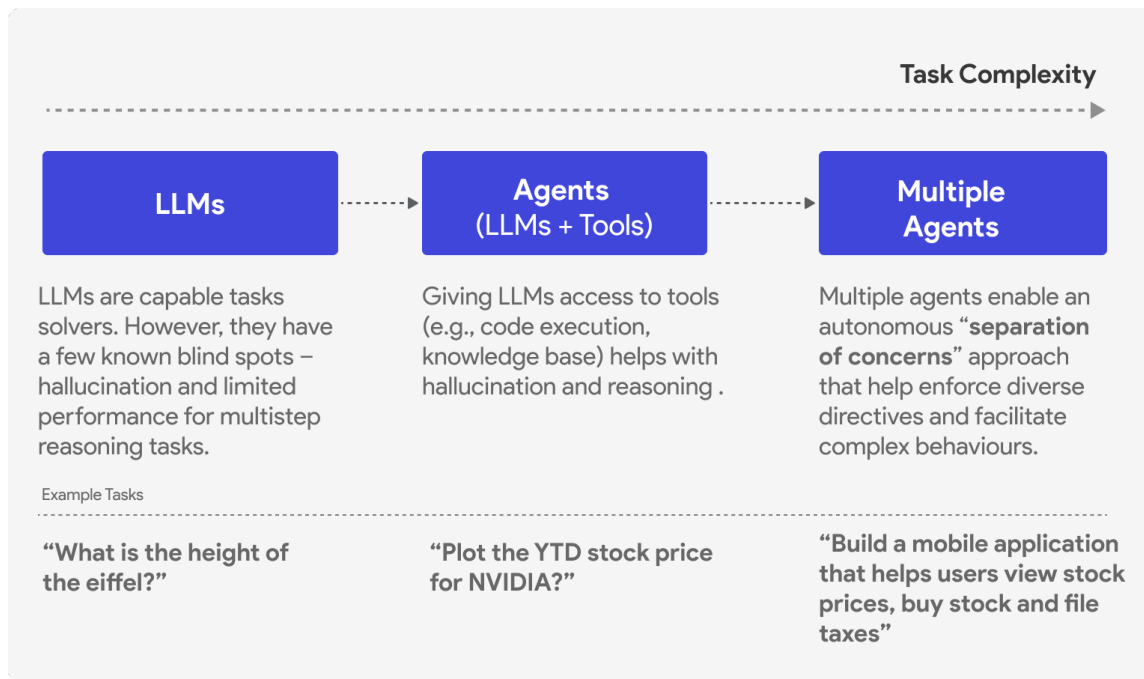 Task Complexity
LLMs
Agents
(LLMs + Tools)
Multiple
Agents
LLMs are capable tasks
solvers. However, they have
a few known blind spots –
hallucination and limited
performance for multistep
reasoning tasks.
Giving LLMs access to tools
(e.g., code execution,
knowledge base) helps with
hallucination and reasoning .
Multiple agents enable an
autonomous “separation
of concerns” approach
that help enforce diverse
directives and facilitate
complex behaviours.
Example Tasks
“What is the height of
the eiffel?”
“Plot the YTD stock price
for NVIDIA?”
“Build a mobile application
that helps users view stock
prices, buy stock and file
taxes”